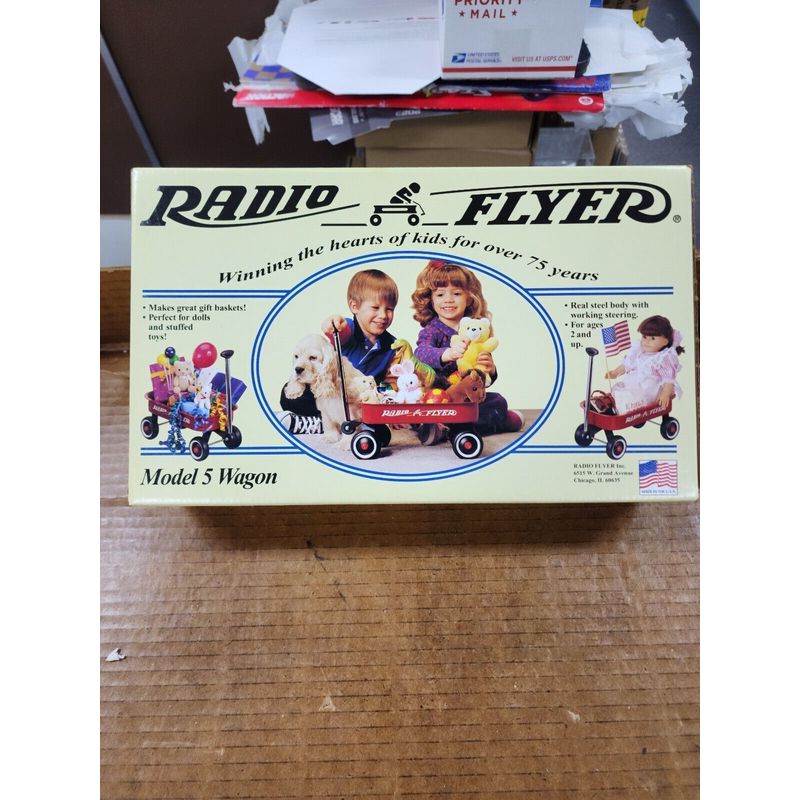 PRIORITY
★ MAIL ★
UNITED STATES
POSTAL SERVICE
VISIT US AT USPS.COM®
RADIO FLYER®
Winning the hearts of kids for over 75 years
• Makes great gift baskets!
• Perfect for dolls
and stuffed
toys!
• Real steel body with
working steering.
• For ages
2 and
up.
RADIO FLYER
RADIO FLYER
Model 5 Wagon
RADIO FLYER Inc.
6515 W. Grand Avenue
Chicago, IL 60635
MADE IN THE U.S.A.